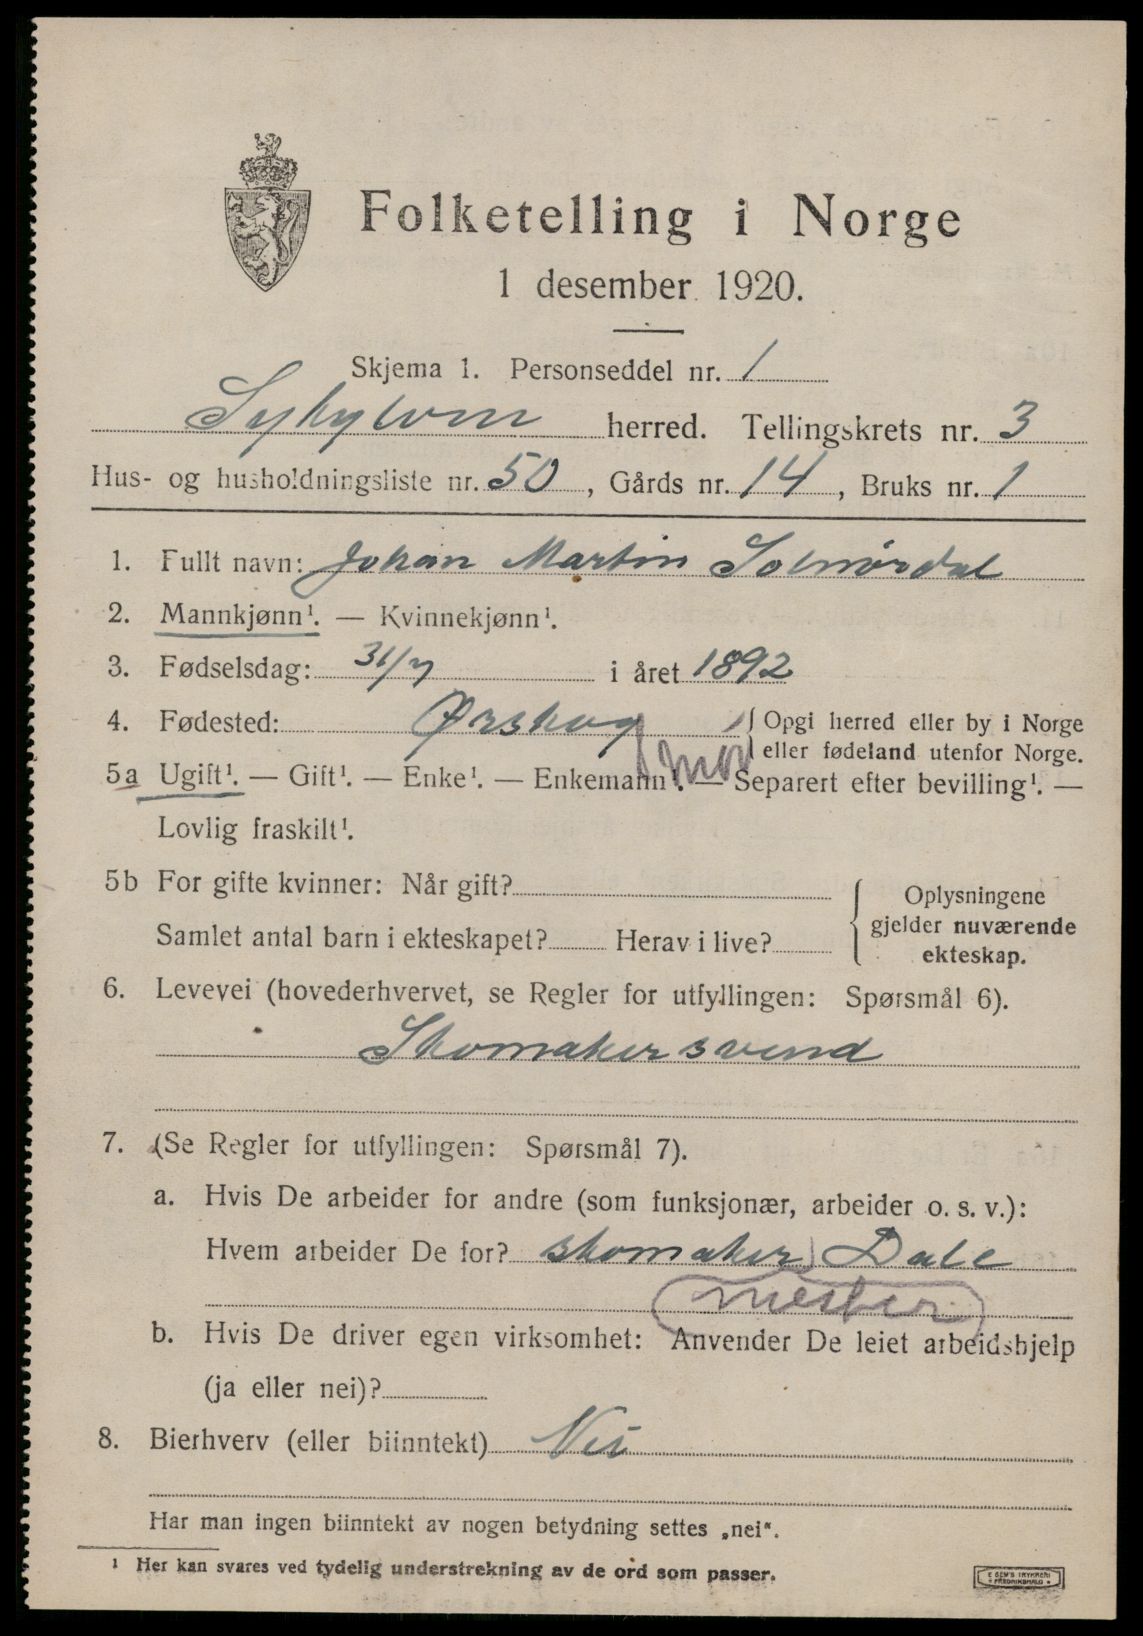 Folketelling i Norge
1 desember 1920.
Skjema 1. Personseddel nr. 1
Sykylven herred. Tellingskrets nr. 3
Hus- og husholdningsliste nr. 50, Gårds nr. 14, Bruks nr. 1
1. Fullt navn: Johan Martin Solnørdal
2. Mannkjønn¹. — Kvinnekjønn¹.
3. Fødselsdag: 31/7 i året 1892
4. Fødested: Ørskog { Opgi herred eller by i Norge
eller fødeland utenfor Norge.
5a Ugift¹. — Gift¹. — Enke¹. — Enkemann¹. — Separert efter bevilling¹. —
Lovlig fraskilt¹.
5b For gifte kvinner: Når gift?
Samlet antal barn i ekteskapet? Herav i live?
{ Oplysningene
gjelder nuværende
ekteskap.
6. Levevei (hovederhvervet, se Regler for utfyllingen: Spørsmål 6).
Skomakersvend
7. (Se Regler for utfyllingen: Spørsmål 7).
a. Hvis De arbeider for andre (som funksjonær, arbeider o. s. v.):
Hvem arbeider De for? skomaker Dale
mester
b. Hvis De driver egen virksomhet: Anvender De leiet arbeidshjelp
(ja eller nei)?
8. Bierhverv (eller biinntekt) Nei
Har man ingen biinntekt av nogen betydning settes „nei“.
¹ Her kan svares ved tydelig understrekning av de ord som passer.